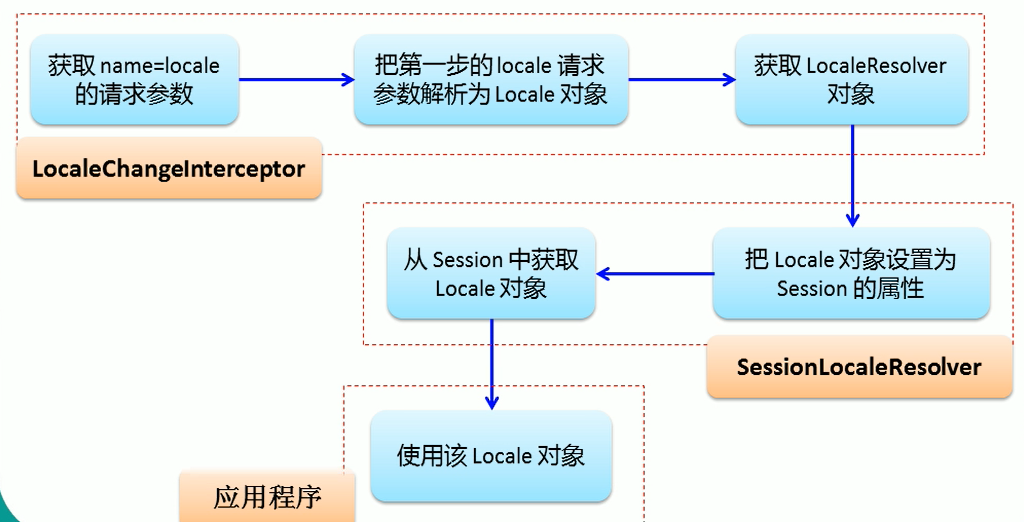 获取 name=locale
的请求参数
把第一步的 locale 请求
参数解析为 Locale 对象
获取 LocaleResolver
对象
LocaleChangeInterceptor
从 Session 中获取
Locale 对象
把 Locale 对象设置为
Session 的属性
SessionLocaleResolver
使用该 Locale 对象
应用程序